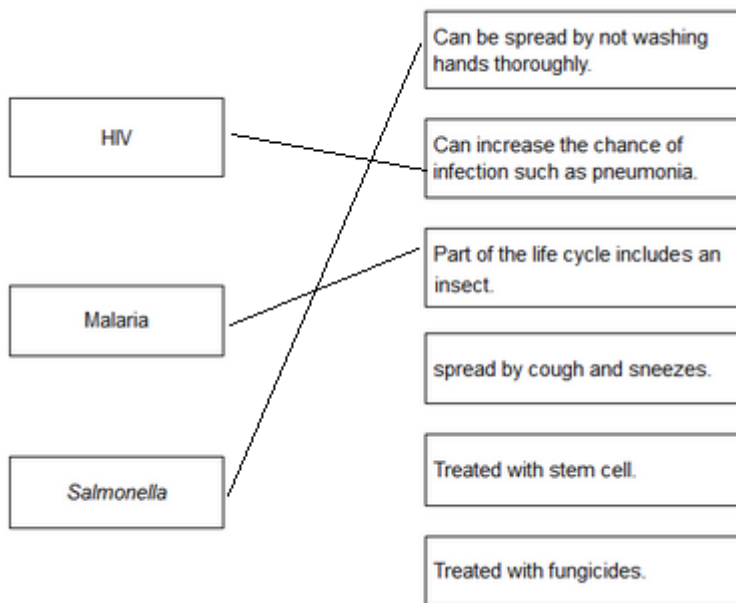 HIV
Malaria
Salmonella
Can be spread by not washing
hands thoroughly.
Can increase the chance of
infection such as pneumonia.
Part of the life cycle includes an
insect.
spread by cough and sneezes.
Treated with stem cell.
Treated with fungicides.